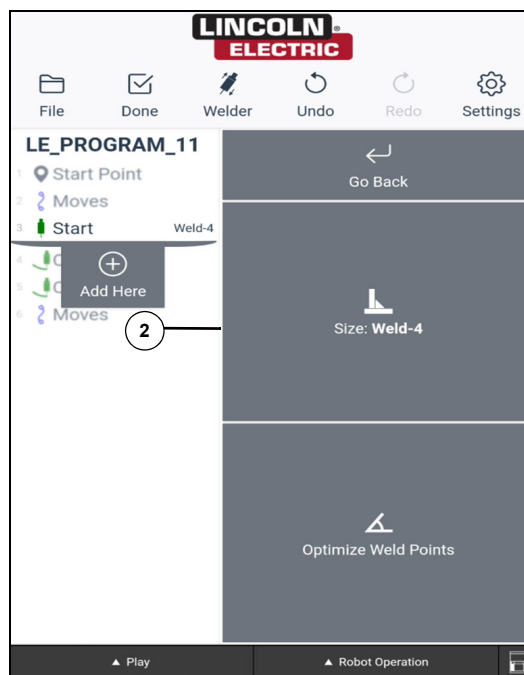 LINCOLN
ELECTRIC
File Done Welder Undo Redo Settings
LE_PROGRAM_11
1 Start Point
2 Moves
3 Start Weld-4
4 C
5 C
Add Here
6 Moves
2
Go Back
Size: Weld-4
Optimize Weld Points
▲ Play
▲ Robot Operation